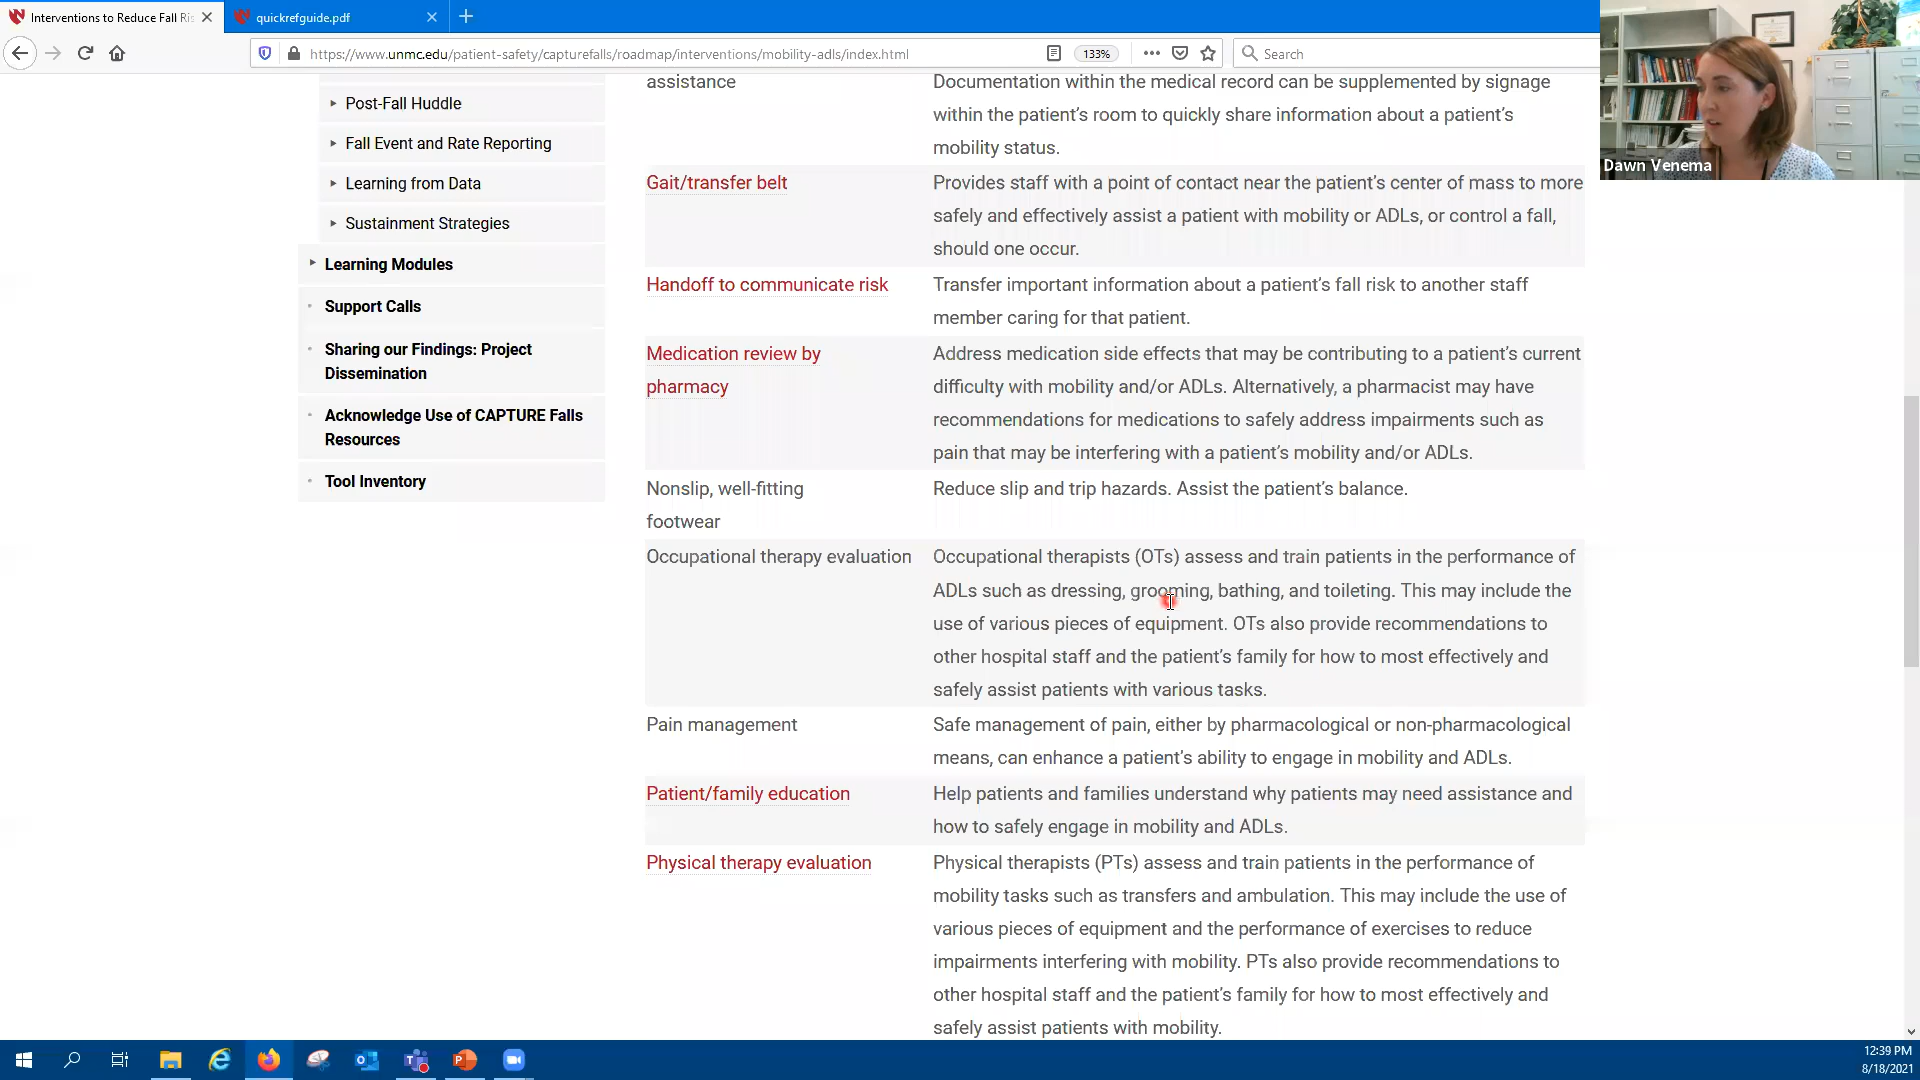 Interventions to Reduce Fall Ris
quickrefguide.pdf
https://www.unmc.edu/patient-safety/capturefalls/roadmap/interventions/mobility-adls/index.html
133%
Search
Dawn Venema
Post-Fall Huddle
Fall Event and Rate Reporting
Learning from Data
Sustainment Strategies
Learning Modules
Support Calls
Sharing our Findings: Project
Dissemination
Acknowledge Use of CAPTURE Falls
Resources
Tool Inventory
assistance
Documentation within the medical record can be supplemented by signage
within the patient's room to quickly share information about a patient's
mobility status.
Gait/transfer belt
Provides staff with a point of contact near the patient's center of mass to more
safely and effectively assist a patient with mobility or ADLs, or control a fall,
should one occur.
Handoff to communicate risk
Transfer important information about a patient's fall risk to another staff
member caring for that patient.
Medication review by
pharmacy
Address medication side effects that may be contributing to a patient's current
difficulty with mobility and/or ADLs. Alternatively, a pharmacist may have
recommendations for medications to safely address impairments such as
pain that may be interfering with a patient's mobility and/or ADLs.
Nonslip, well-fitting
footwear
Reduce slip and trip hazards. Assist the patient's balance.
Occupational therapy evaluation
Occupational therapists (OTs) assess and train patients in the performance of
ADLs such as dressing, grooming, bathing, and toileting. This may include the
use of various pieces of equipment. OTs also provide recommendations to
other hospital staff and the patient's family for how to most effectively and
safely assist patients with various tasks.
Pain management
Safe management of pain, either by pharmacological or non-pharmacological
means, can enhance a patient's ability to engage in mobility and ADLs.
Patient/family education
Help patients and families understand why patients may need assistance and
how to safely engage in mobility and ADLs.
Physical therapy evaluation
Physical therapists (PTs) assess and train patients in the performance of
mobility tasks such as transfers and ambulation. This may include the use of
various pieces of equipment and the performance of exercises to reduce
impairments interfering with mobility. PTs also provide recommendations to
other hospital staff and the patient's family for how to most effectively and
safely assist patients with mobility.
12:39 PM
8/18/2021